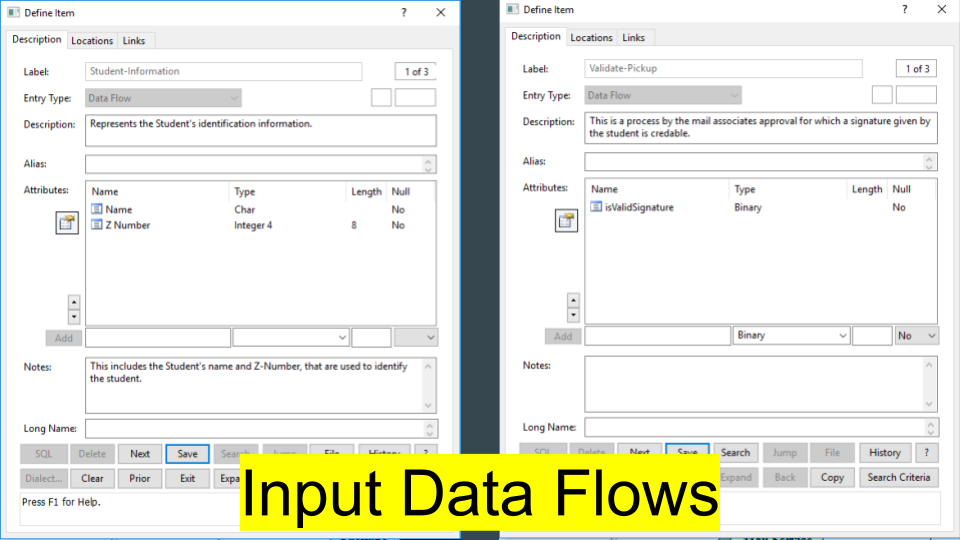 Define Item
?
Description Locations Links
Label: Student-Information 1 of 3
Entry Type: Data Flow
Description: Represents the Student's identification information.
Alias:
Attributes: Name Type Length Null
Name Char No
Z Number Integer 4 8 No
Add
Notes: This includes the Student's name and Z-Number, that are used to identify
the student.
Long Name:
SQL Delete Next Save Search Jump File History ?
Dialect... Clear Prior Exit
Press F1 for Help.
Define Item
?
Description Locations Links
Label: Validate-Pickup 1 of 3
Entry Type: Data Flow
Description: This is a process by the mail associates approval for which a signature given by
the student is credable.
Alias:
Attributes: Name Type Length Null
isValidSignature Binary No
Add Binary No
Notes:
Long Name:
SQL Delete Next Save Search Jump File History ?
Expand Back Copy Search Criteria
Input Data Flows